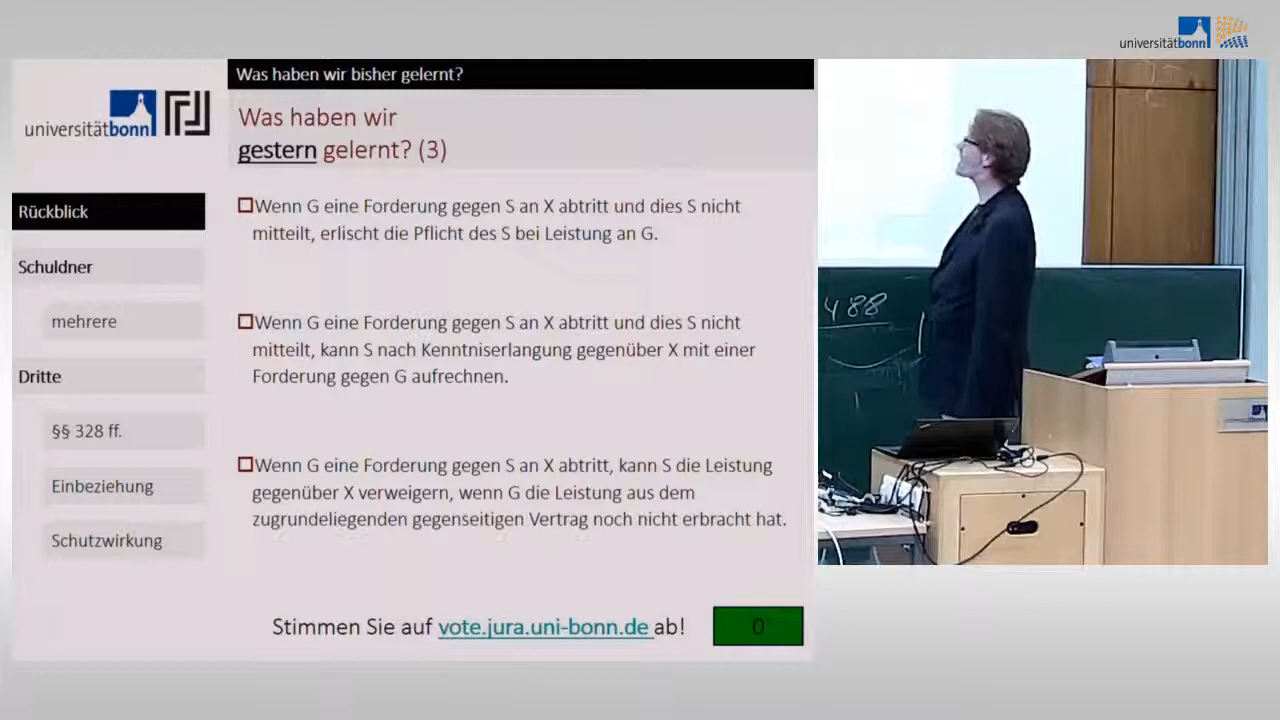 universitätbonn
Was haben wir bisher gelernt?
universitätbonn
Was haben wir
gestern gelernt? (3)
Rückblick
Schuldner
mehrere
Dritte
§§ 328 ff.
Einbeziehung
Schutzwirkung
Wenn G eine Forderung gegen S an X abtritt und dies S nicht
mitteilt, erlischt die Pflicht des S bei Leistung an G.
Wenn G eine Forderung gegen S an X abtritt und dies S nicht
mitteilt, kann S nach Kenntniserlangung gegenüber X mit einer
Forderung gegen G aufrechnen.
Wenn G eine Forderung gegen S an X abtritt, kann S die Leistung
gegenüber X verweigern, wenn G die Leistung aus dem
zugrundeliegenden gegenseitigen Vertrag noch nicht erbracht hat.
Stimmen Sie auf vote.jura.uni-bonn.de ab!
0
488